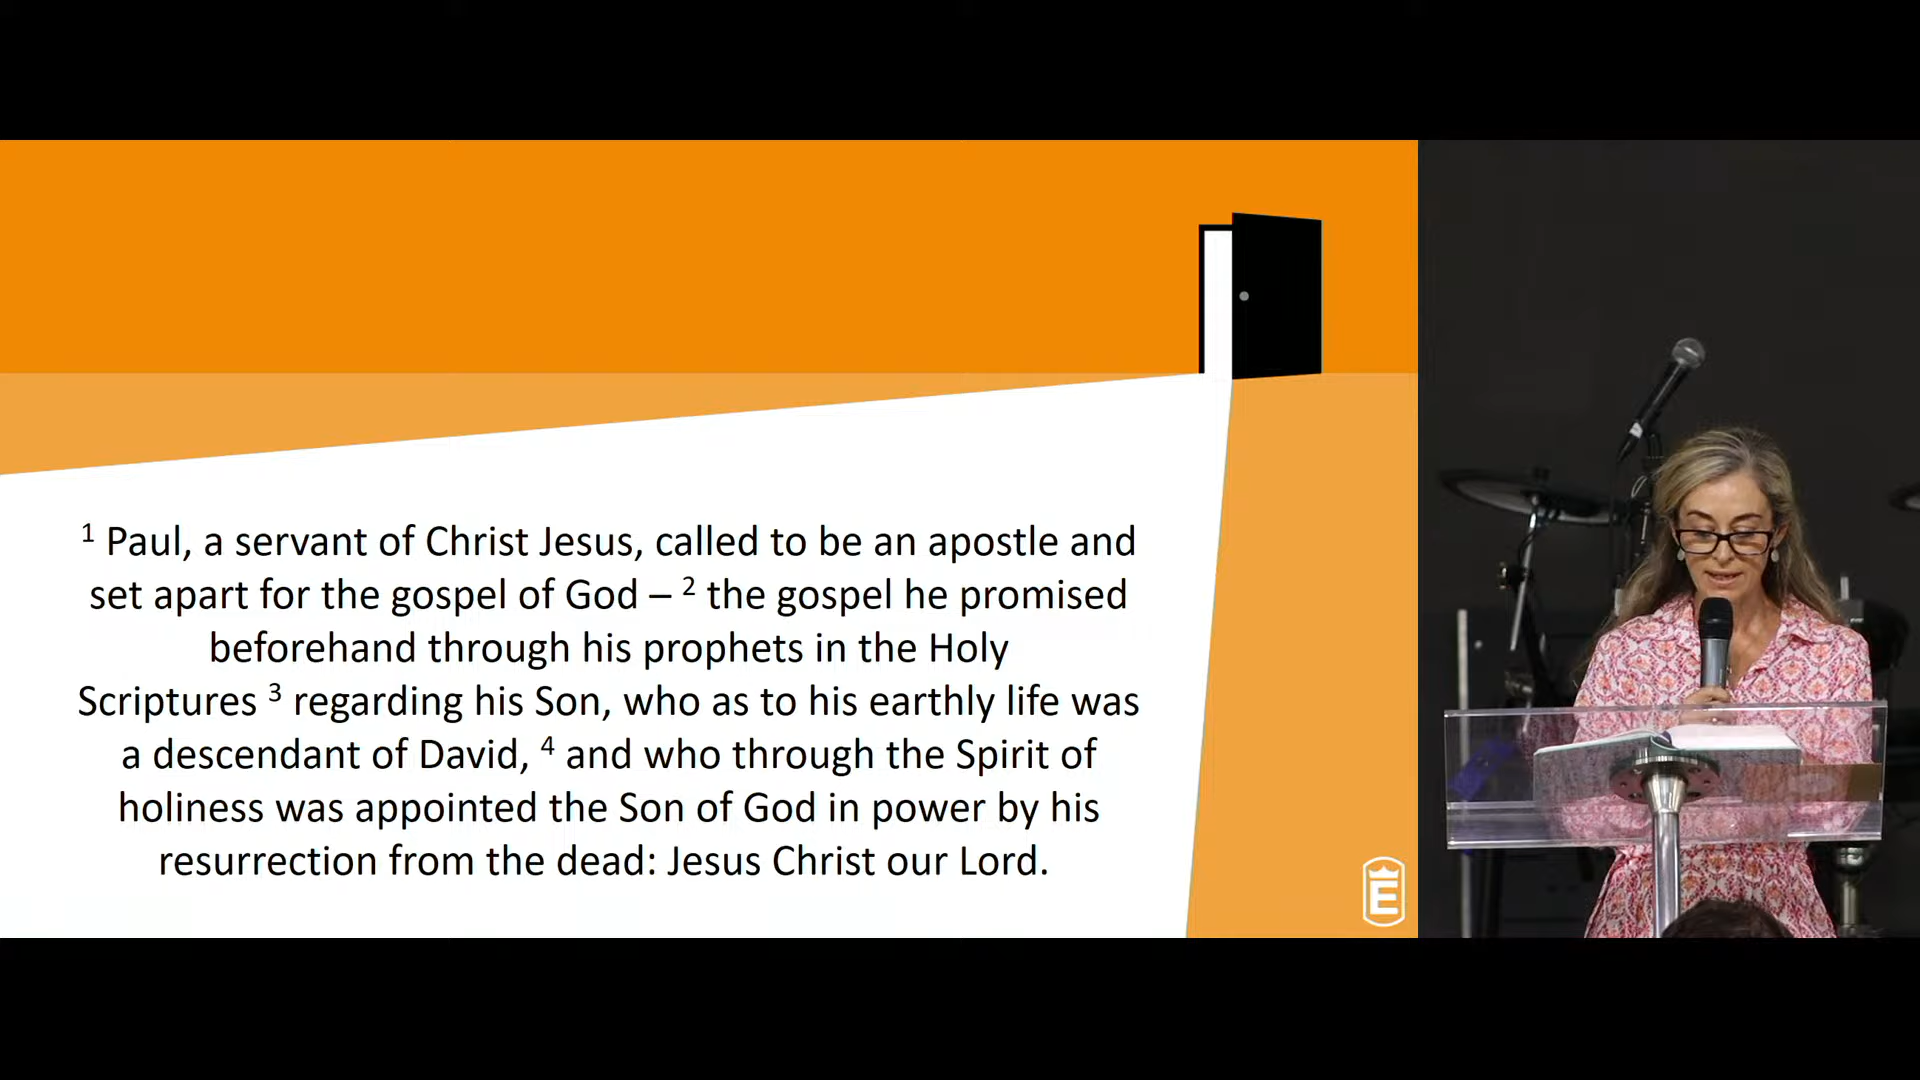 ¹ Paul, a servant of Christ Jesus, called to be an apostle and
set apart for the gospel of God – ² the gospel he promised
beforehand through his prophets in the Holy
Scriptures ³ regarding his Son, who as to his earthly life was
a descendant of David, ⁴ and who through the Spirit of
holiness was appointed the Son of God in power by his
resurrection from the dead: Jesus Christ our Lord.
E